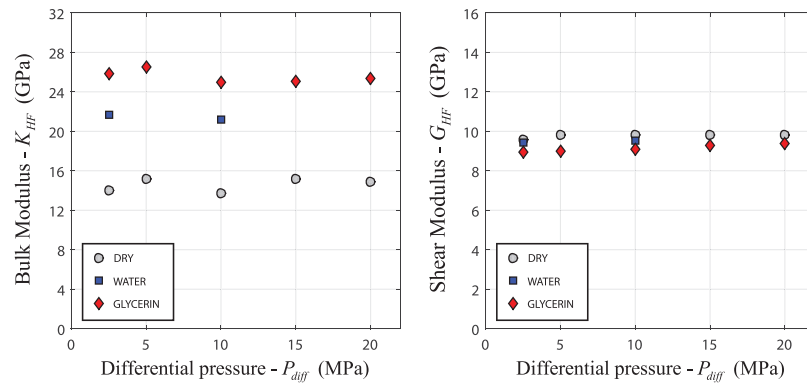 32
28
24
20
16
12
8
4
0
Bulk Modulus - K_HF (GPa)
DRY
WATER
GLYCERIN
0 5 10 15 20
Differential pressure - P_diff (MPa)
16
14
12
10
8
6
4
2
0
Shear Modulus - G_HF (GPa)
DRY
WATER
GLYCERIN
0 5 10 15 20
Differential pressure - P_diff (MPa)